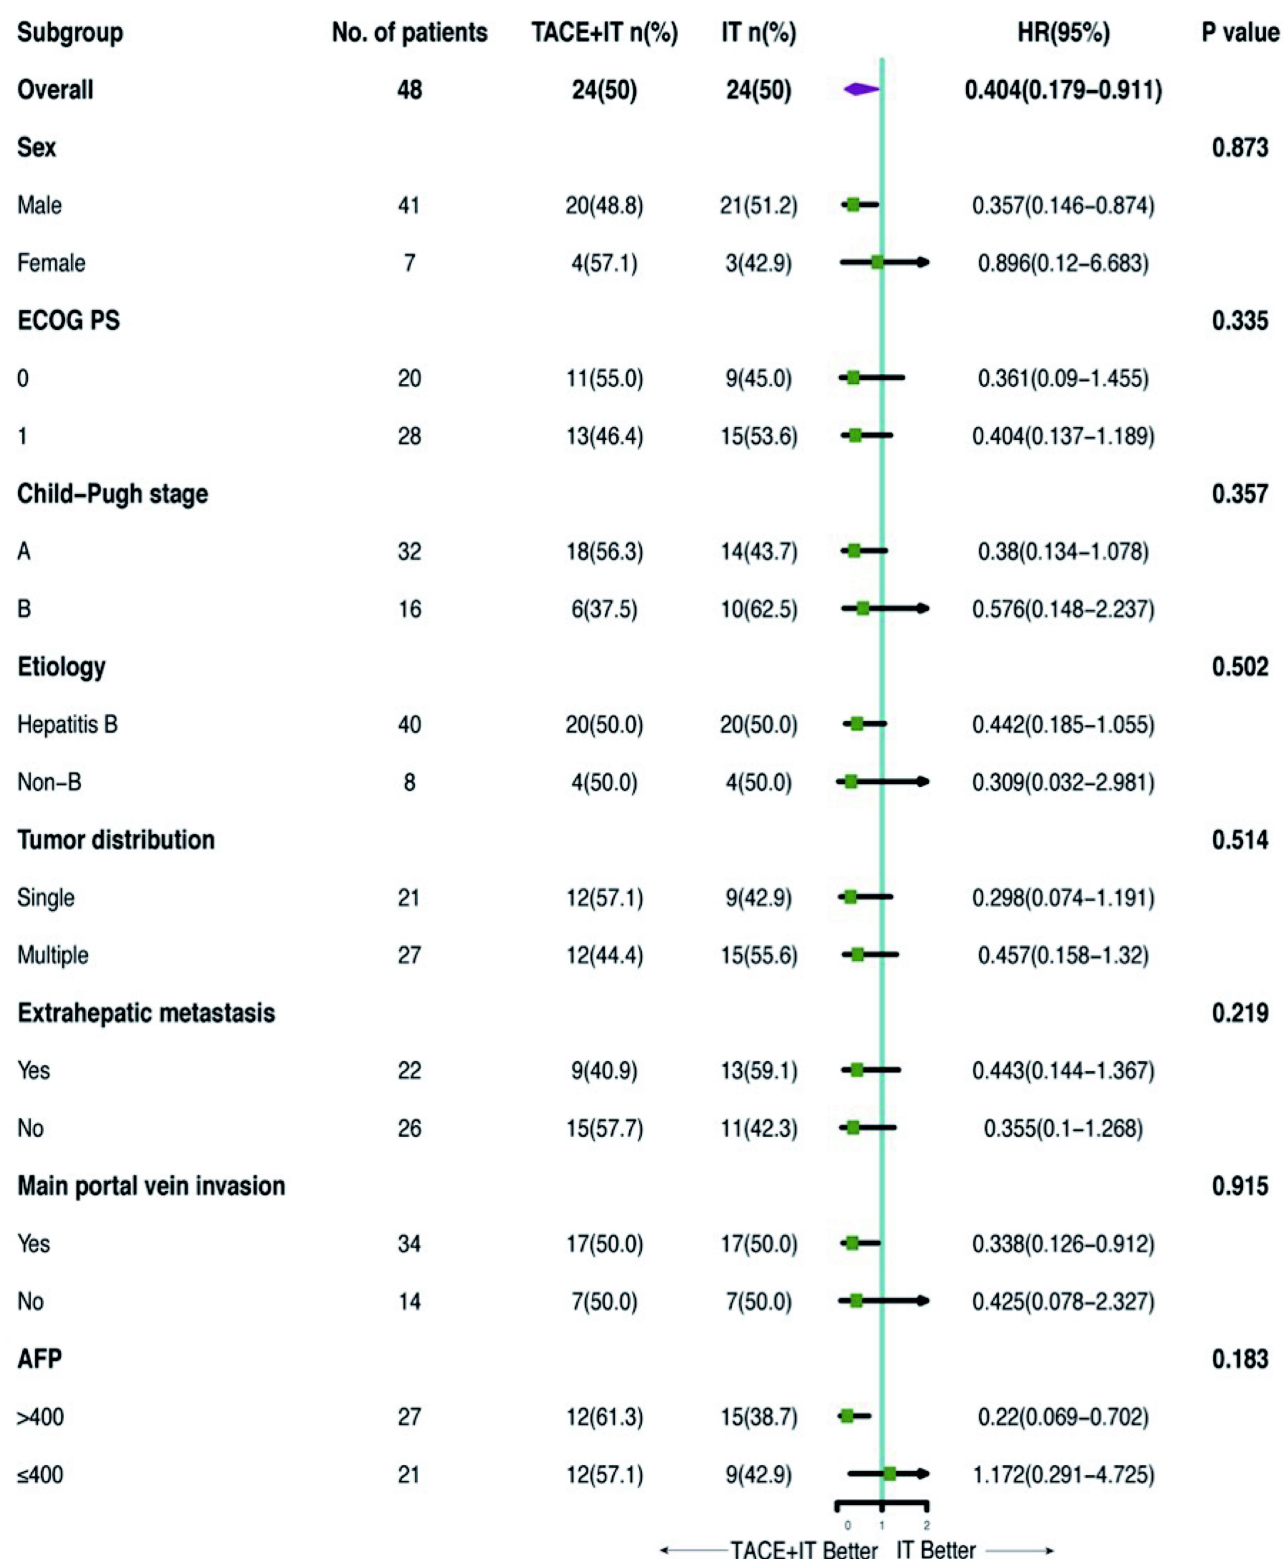 Subgroup No. of patients TACE+IT n(%) IT n(%) HR(95%) P value
Overall 48 24(50) 24(50) 0.404(0.179–0.911)
Sex 0.873
Male 41 20(48.8) 21(51.2) 0.357(0.146–0.874)
Female 7 4(57.1) 3(42.9) 0.896(0.12–6.683)
ECOG PS 0.335
0 20 11(55.0) 9(45.0) 0.361(0.09–1.455)
1 28 13(46.4) 15(53.6) 0.404(0.137–1.189)
Child–Pugh stage 0.357
A 32 18(56.3) 14(43.7) 0.38(0.134–1.078)
B 16 6(37.5) 10(62.5) 0.576(0.148–2.237)
Etiology 0.502
Hepatitis B 40 20(50.0) 20(50.0) 0.442(0.185–1.055)
Non–B 8 4(50.0) 4(50.0) 0.309(0.032–2.981)
Tumor distribution 0.514
Single 21 12(57.1) 9(42.9) 0.298(0.074–1.191)
Multiple 27 12(44.4) 15(55.6) 0.457(0.158–1.32)
Extrahepatic metastasis 0.219
Yes 22 9(40.9) 13(59.1) 0.443(0.144–1.367)
No 26 15(57.7) 11(42.3) 0.355(0.1–1.268)
Main portal vein invasion 0.915
Yes 34 17(50.0) 17(50.0) 0.338(0.126–0.912)
No 14 7(50.0) 7(50.0) 0.425(0.078–2.327)
AFP 0.183
>400 27 12(61.3) 15(38.7) 0.22(0.069–0.702)
≤400 21 12(57.1) 9(42.9) 1.172(0.291–4.725)
0 1 2
TACE+IT Better IT Better